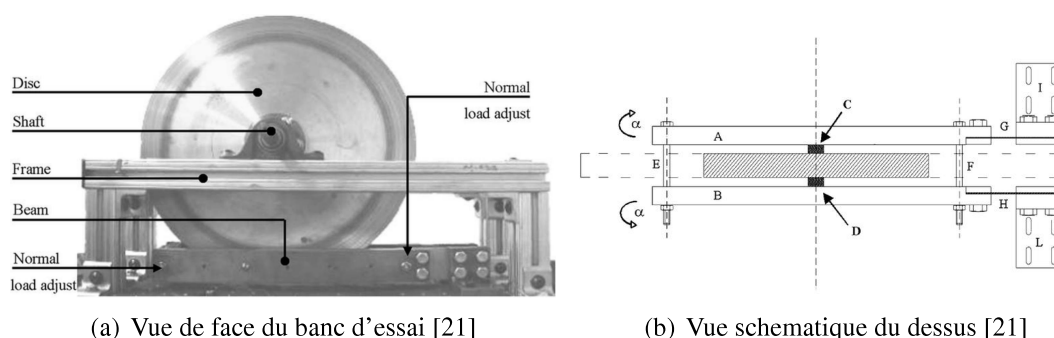 Disc
Shaft
Frame
Beam
Normal
load adjust
Normal
load adjust
α
α
A
B
C
D
E
F
G
H
I
L
(a) Vue de face du banc d'essai [21]
(b) Vue schematique du dessus [21]